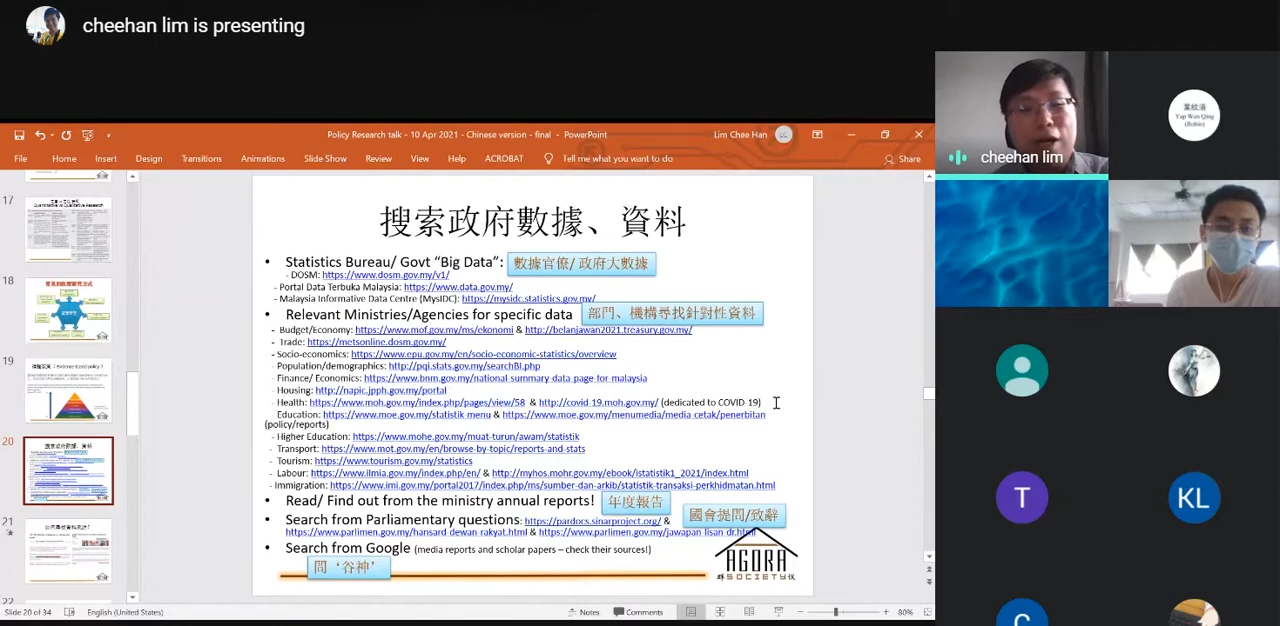 cheehan lim is presenting
Policy Research talk - 10 Apr 2021 - Chinese version - final - PowerPoint
Lim Chee Han
LC
File Home Insert Design Transitions Animations Slide Show Review View Help ACROBAT Tell me what you want to do
Share
17
18
19
20
21
22
搜索政府數據、資料
• Statistics Bureau/ Govt “Big Data”: 數據官僚/ 政府大數據
- DOSM: https://www.dosm.gov.my/v1/
- Portal Data Terbuka Malaysia: https://www.data.gov.my/
- Malaysia Informative Data Centre (MysIDC): https://mysidc.statistics.gov.my/
• Relevant Ministries/Agencies for specific data 部門、機構尋找針對性資料
- Budget/Economy: https://www.mof.gov.my/ms/ekonomi & http://belanjawan2021.treasury.gov.my/
- Trade: https://metsonline.dosm.gov.my/
- Socio-economics: https://www.epu.gov.my/en/socio-economic-statistics/overview
- Population/demographics: http://pqi.stats.gov.my/searchBI.php
- Finance/ Economics: https://www.bnm.gov.my/national-summary-data-page-for-malaysia
- Housing: http://napic.jpph.gov.my/portal
- Health: https://www.moh.gov.my/index.php/pages/view/58 & http://covid-19.moh.gov.my/ (dedicated to COVID-19)
- Education: https://www.moe.gov.my/statistik-menu & https://www.moe.gov.my/menumedia/media-cetak/penerbitan
(policy/reports)
- Higher Education: https://www.mohe.gov.my/muat-turun/awam/statistik
- Transport: https://www.mot.gov.my/en/browse-by-topic/reports-and-stats
- Tourism: https://www.tourism.gov.my/statistics
- Labour: https://www.ilmia.gov.my/index.php/en/ & http://myhos.mohr.gov.my/ebook/istatistik1_2021/index.html
- Immigration: https://www.imi.gov.my/portal2017/index.php/ms/sumber-dan-arkib/statistik-transaksi-perkhidmatan.html
• Read/ Find out from the ministry annual reports! 年度報告
• Search from Parliamentary questions: https://pardocs.sinarproject.org/ & 國會提問/致辭
https://www.parlimen.gov.my/hansard-dewan-rakyat.html & https://www.parlimen.gov.my/jawapan-lisan-dr.html
• Search from Google (media reports and scholar papers – check their sources!)
問‘谷神’
AGORA
SOCIETY
Slide 20 of 34 English (United States) Notes Comments 80%
cheehan lim
葉紋清
Yap Wen Qing
(Robin)
T
KL
C